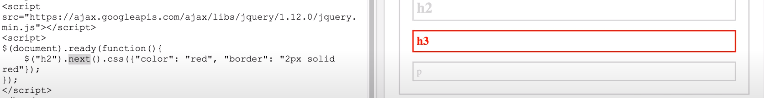 <script
src="https://ajax.googleapis.com/ajax/libs/jquery/1.12.0/jquery.
min.js"></script>
<script>
$(document).ready(function(){
    $("h2").next().css({"color": "red", "border": "2px solid
red"});
});
</script>
h2
h3
p